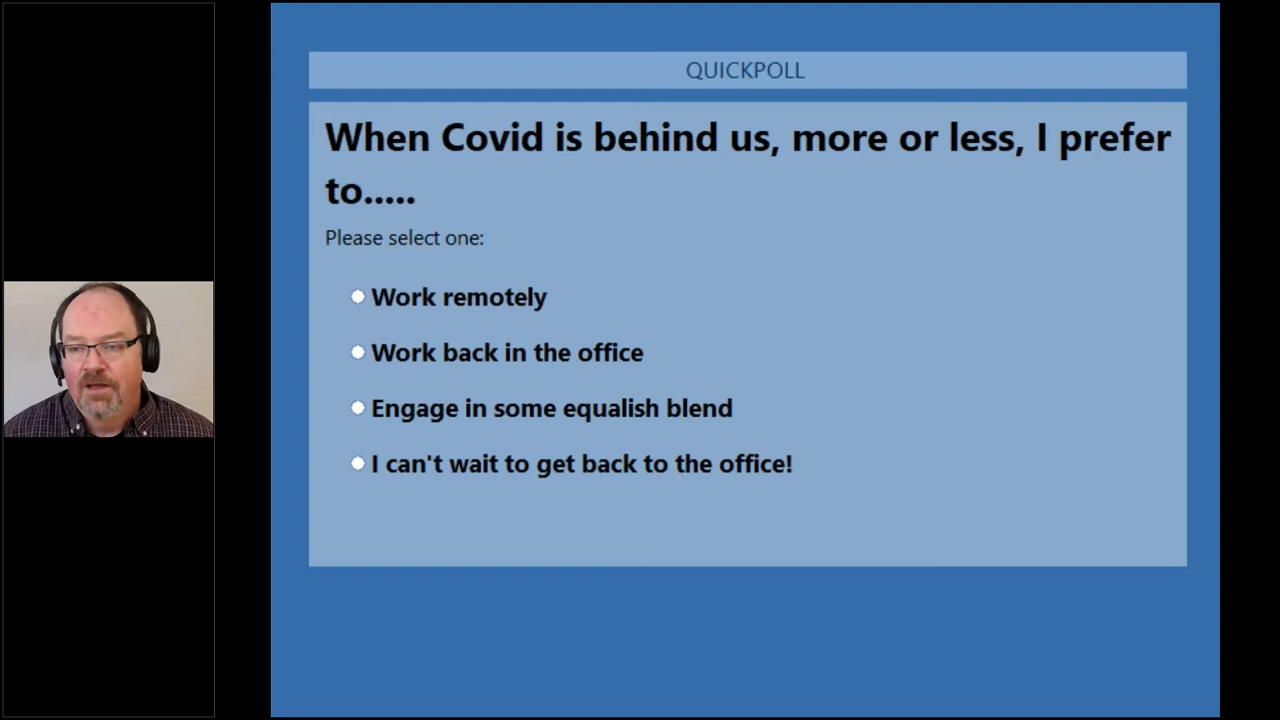 QUICKPOLL
When Covid is behind us, more or less, I prefer
to.....
Please select one:
Work remotely
Work back in the office
Engage in some equalish blend
I can't wait to get back to the office!